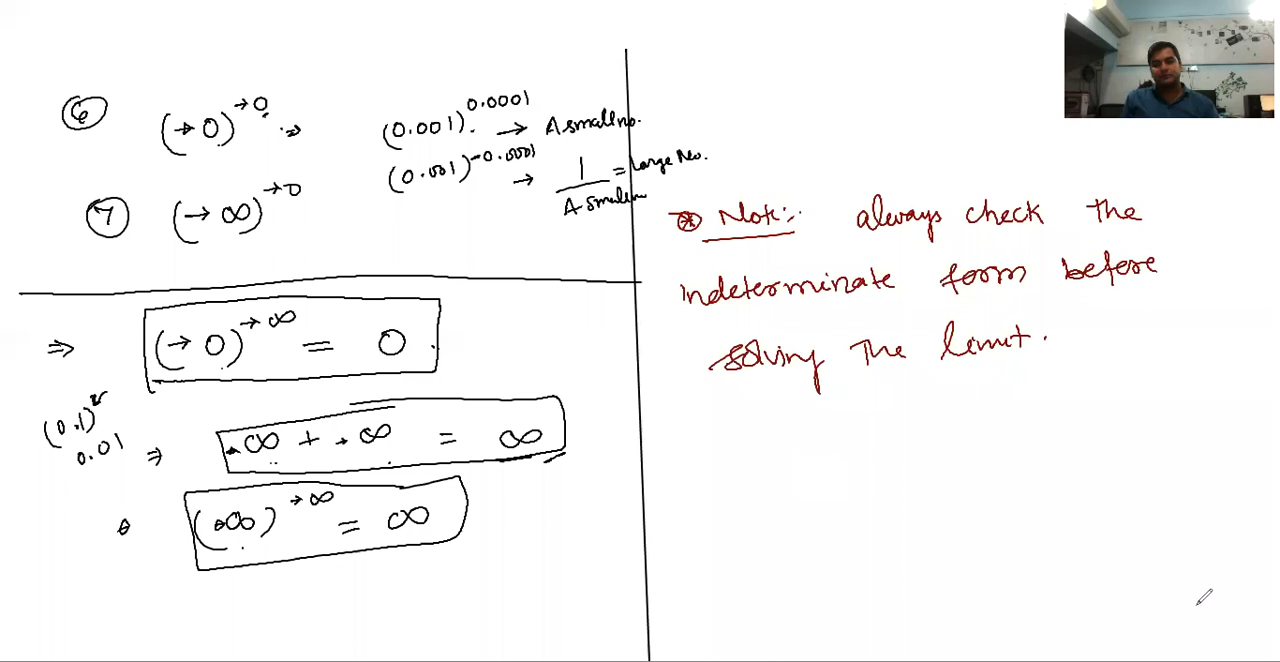 ⑥ (→0)^→0 ⇒ (0.001)^0.0001 → A small no.
(0.001)^-0.0001 → 1/A small = Large No.
⑦ (→∞)^→0
⇒ (→0)^→∞ = 0.
(0.1)^2
0.01
⇒ →∞ + →∞ = ∞
(→∞)^→∞ = ∞
⊛ Note:- always check the
indeterminate form before
solving the limit.